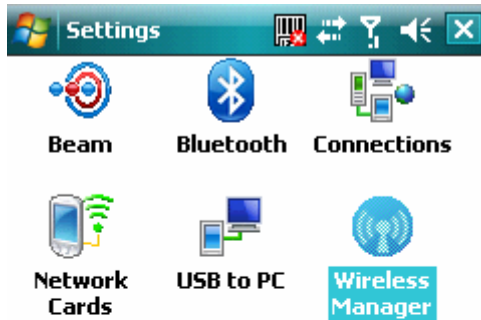 Settings
Beam Bluetooth Connections
Network USB to PC Wireless
Cards Manager